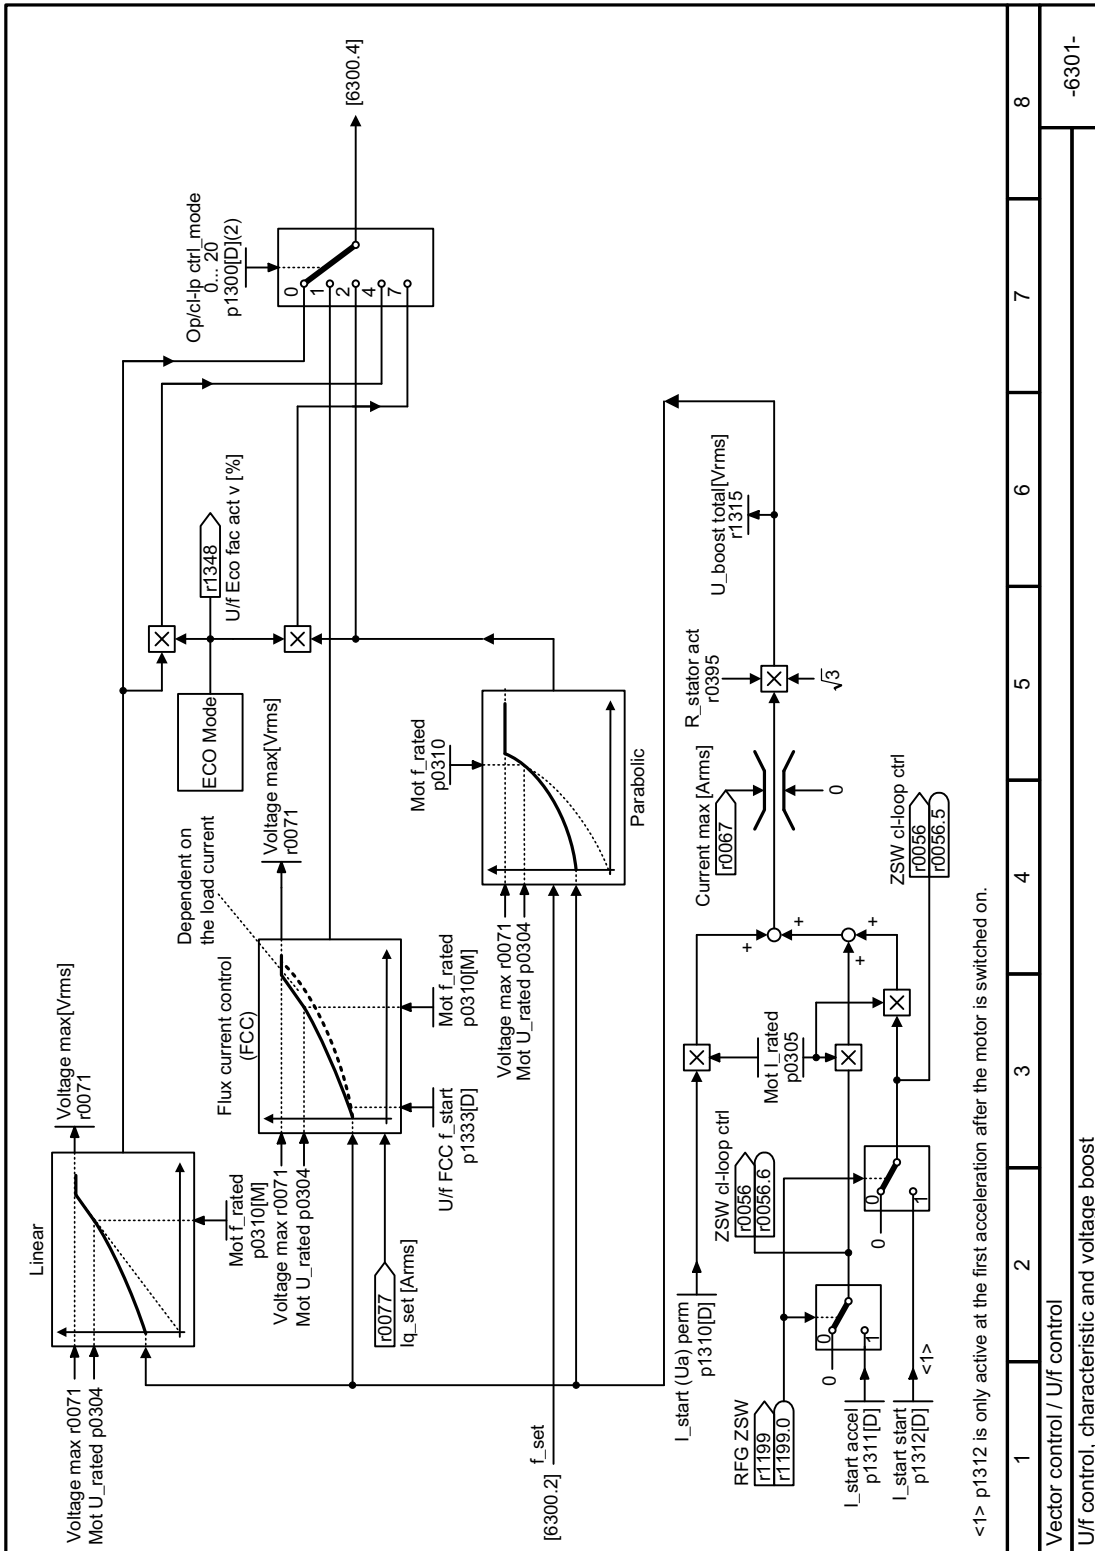 Voltage max r0071
Mot U_rated p0304
Linear
Voltage max[Vrms]
r0071
Mot f_rated
p0310[M]
Flux current control
(FCC)
Voltage max r0071
Mot U_rated p0304
r0077
Iq_set [Arms]
U/f FCC f_start
p1333[D]
Mot f_rated
p0310[M]
Dependent on
the load current
Voltage max[Vrms]
r0071
ECO Mode
r1348
U/f Eco fac act v [%]
Op/cl-lp ctrl_mode
0... 20
p1300[D](2)
0
1
2
4
7
[6300.4]
[6300.2]
f_set
Voltage max r0071
Mot U_rated p0304
Mot f_rated
p0310
Parabolic
I_start (Ua) perm
p1310[D]
RFG ZSW
r1199
r1199.0
I_start accel
p1311[D]
I_start start
p1312[D]
<1>
0
0
1
0
0
1
ZSW cl-loop ctrl
r0056
r0056.6
Mot I_rated
p0305
+
+
+
+
+
ZSW cl-loop ctrl
r0056
r0056.5
Current max [Arms]
r0067
0
R_stator act
r0395
√3
U_boost total[Vrms]
r1315
<1> p1312 is only active at the first acceleration after the motor is switched on.
1 2 3 4 5 6 7 8
Vector control / U/f control
U/f control, characteristic and voltage boost
-6301-